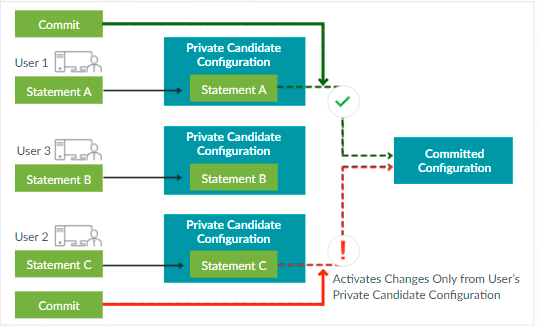 Commit
User 1
Statement A
Private Candidate
Configuration
Statement A
User 3
Statement B
Private Candidate
Configuration
Statement B
Committed
Configuration
User 2
Statement C
Private Candidate
Configuration
Statement C
Commit
Activates Changes Only from User's
Private Candidate Configuration